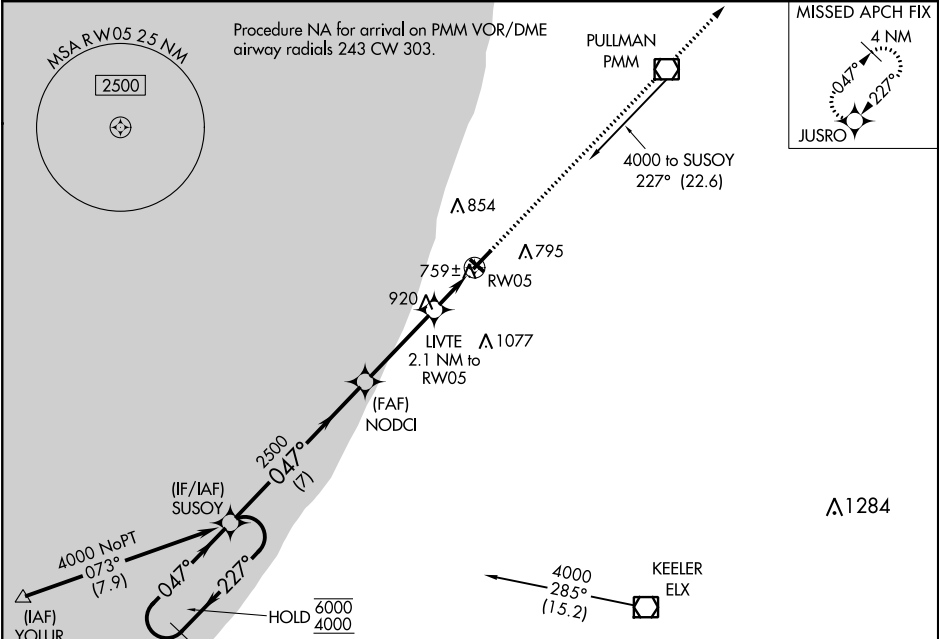 MSA RW05 25 NM
2500
Procedure NA for arrival on PMM VOR/DME
airway radials 243 CW 303.
PULLMAN
PMM
MISSED APCH FIX
4 NM
047°
227°
JUSRO
4000 to SUSOY
227° (22.6)
854
795
759±
RW05
920
LIVTE
2.1 NM to
RW05
1077
(FAF)
NODCI
2500
047°
(7)
(IF/IAF)
SUSOY
1284
4000 NoPT
073°
(7.9)
047°
227°
(IAF)
HOLD
6000
4000
4000
285°
(15.2)
KEELER
ELX